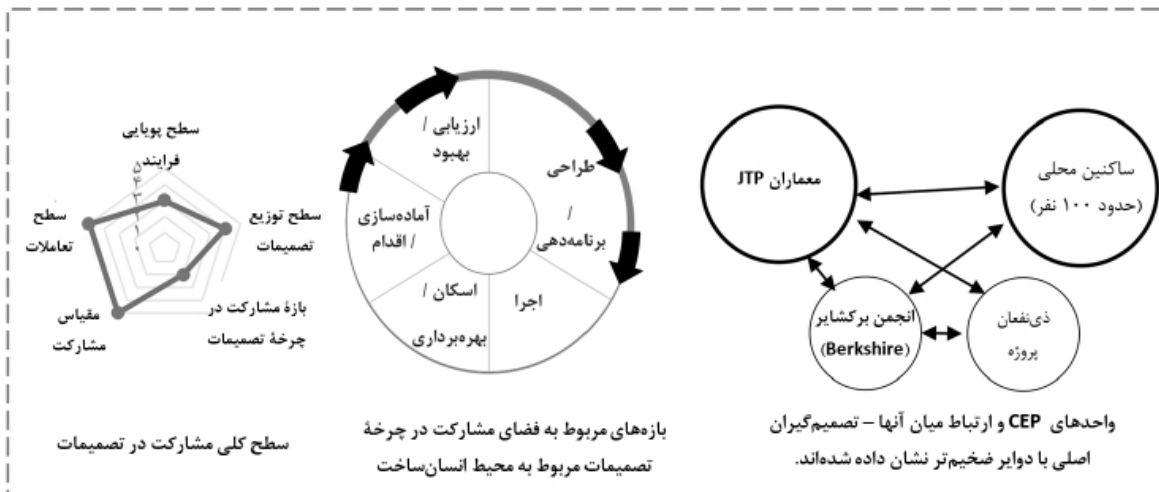 ساکنین محلی
(حدود ۱۰۰ نفر)
معماران JTP
ذی‌نفعان
پروژه
انجمن برکشایر
(Berkshire)
واحدهای CEP و ارتباط میان آنها – تصمیم‌گیران
اصلی با دوایر ضخیم‌تر نشان داده شده‌اند.
ارزیابی /
بهبود
طراحی
/
برنامه‌دهی
اجرا
اسکان /
بهره‌برداری
آماده‌سازی
/ اقدام
بازه‌های مربوط به فضای مشارکت در چرخهٔ
تصمیمات مربوط به محیط انسان‌ساخت
سطح پویایی
فرایند
سطح توزیع
تصمیمات
بازهٔ مشارکت در
چرخهٔ تصمیمات
مقیاس
مشارکت
سطح
تعاملات
سطح کلی مشارکت در تصمیمات